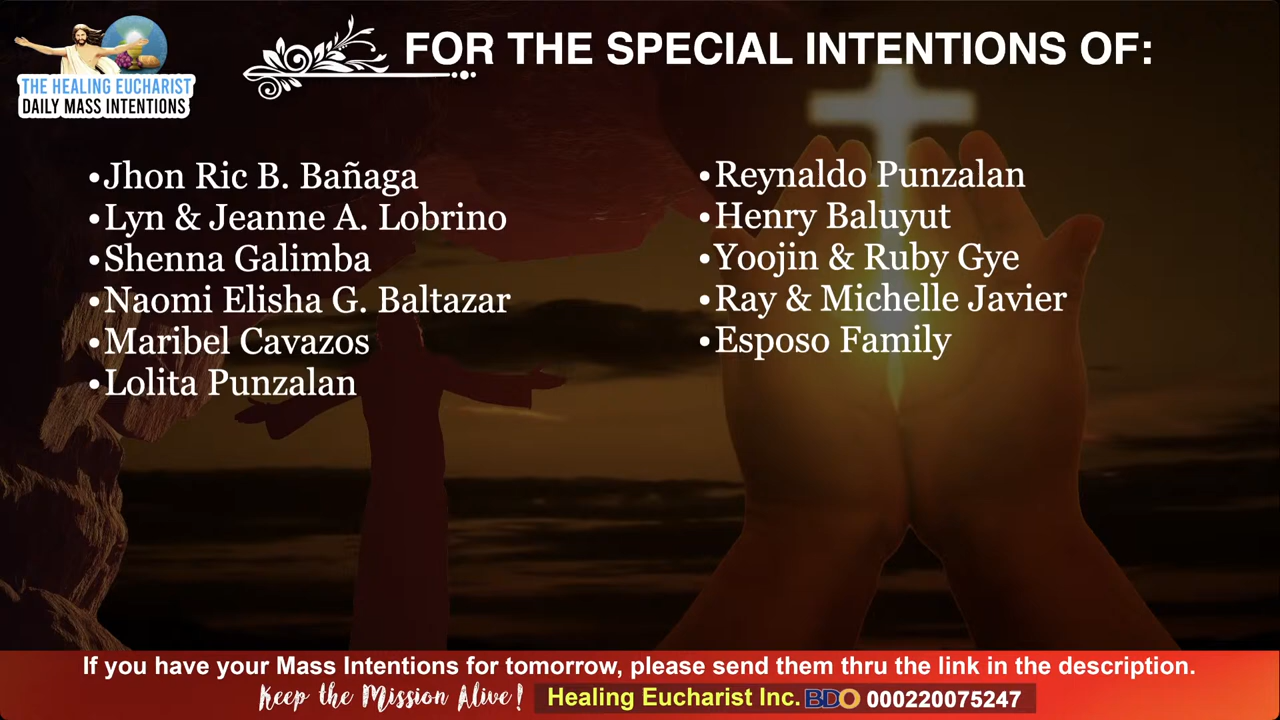 THE HEALING EUCHARIST
DAILY MASS INTENTIONS
FOR THE SPECIAL INTENTIONS OF:
•Jhon Ric B. Bañaga
•Lyn & Jeanne A. Lobrino
•Shenna Galimba
•Naomi Elisha G. Baltazar
•Maribel Cavazos
•Lolita Punzalan
•Reynaldo Punzalan
•Henry Baluyut
•Yoojin & Ruby Gye
•Ray & Michelle Javier
•Esposo Family
If you have your Mass Intentions for tomorrow, please send them thru the link in the description.
Keep the Mission Alive! Healing Eucharist Inc. BDO 000220075247